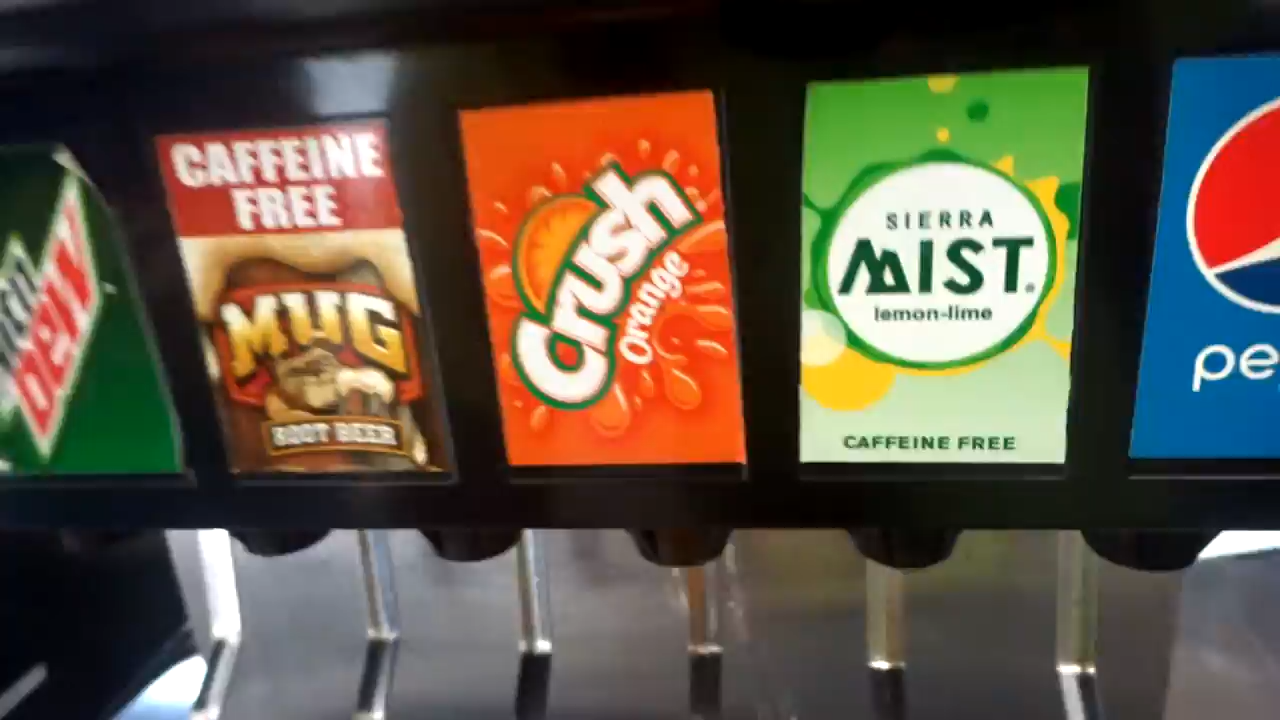 Dew
CAFFEINE
FREE
MUG
ROOT BEER
Crush
Orange
SIERRA
MIST.
lemon-lime
CAFFEINE FREE
pe